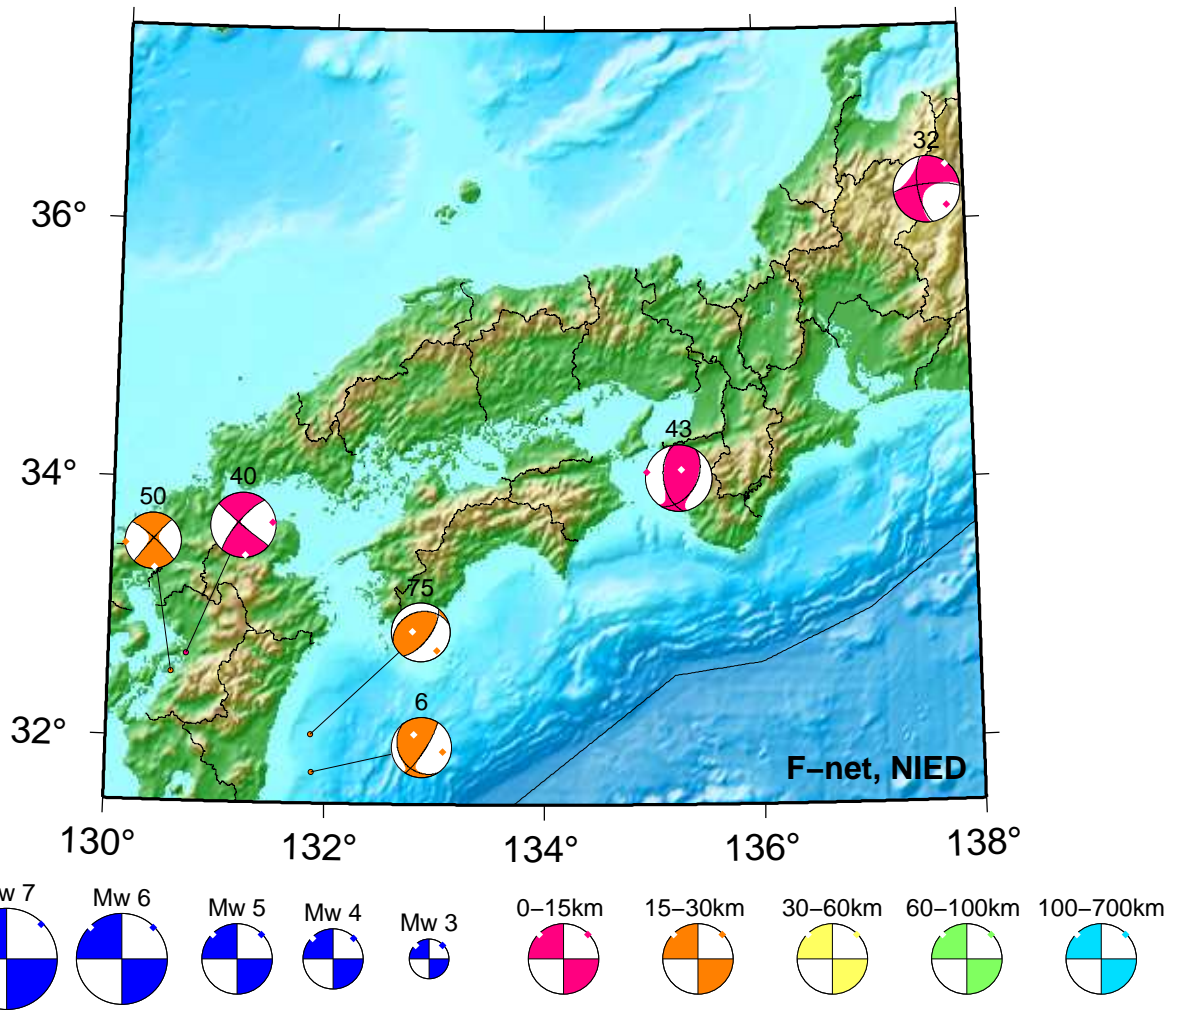 32
36°
43
34°
40
50
75
6
32°
F–net, NIED
130°
132°
134°
136°
138°
w 7
Mw 6
Mw 5
Mw 4
Mw 3
0–15km
15–30km
30–60km
60–100km
100–700km